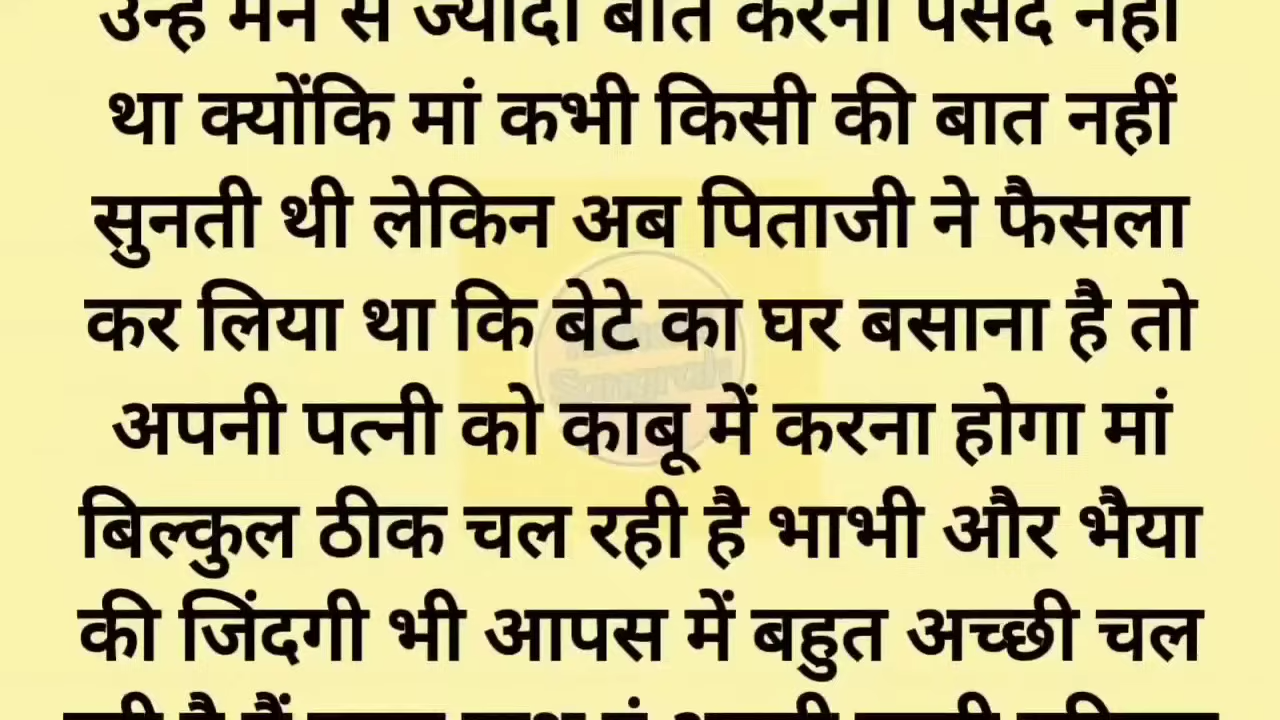 उन्हें मन से ज्यादा बात करना पसंद नहीं
था क्योंकि मां कभी किसी की बात नहीं
सुनती थी लेकिन अब पिताजी ने फैसला
कर लिया था कि बेटे का घर बसाना है तो
अपनी पत्नी को काबू में करना होगा मां
बिल्कुल ठीक चल रही है भाभी और भैया
की जिंदगी भी आपस में बहुत अच्छी चल